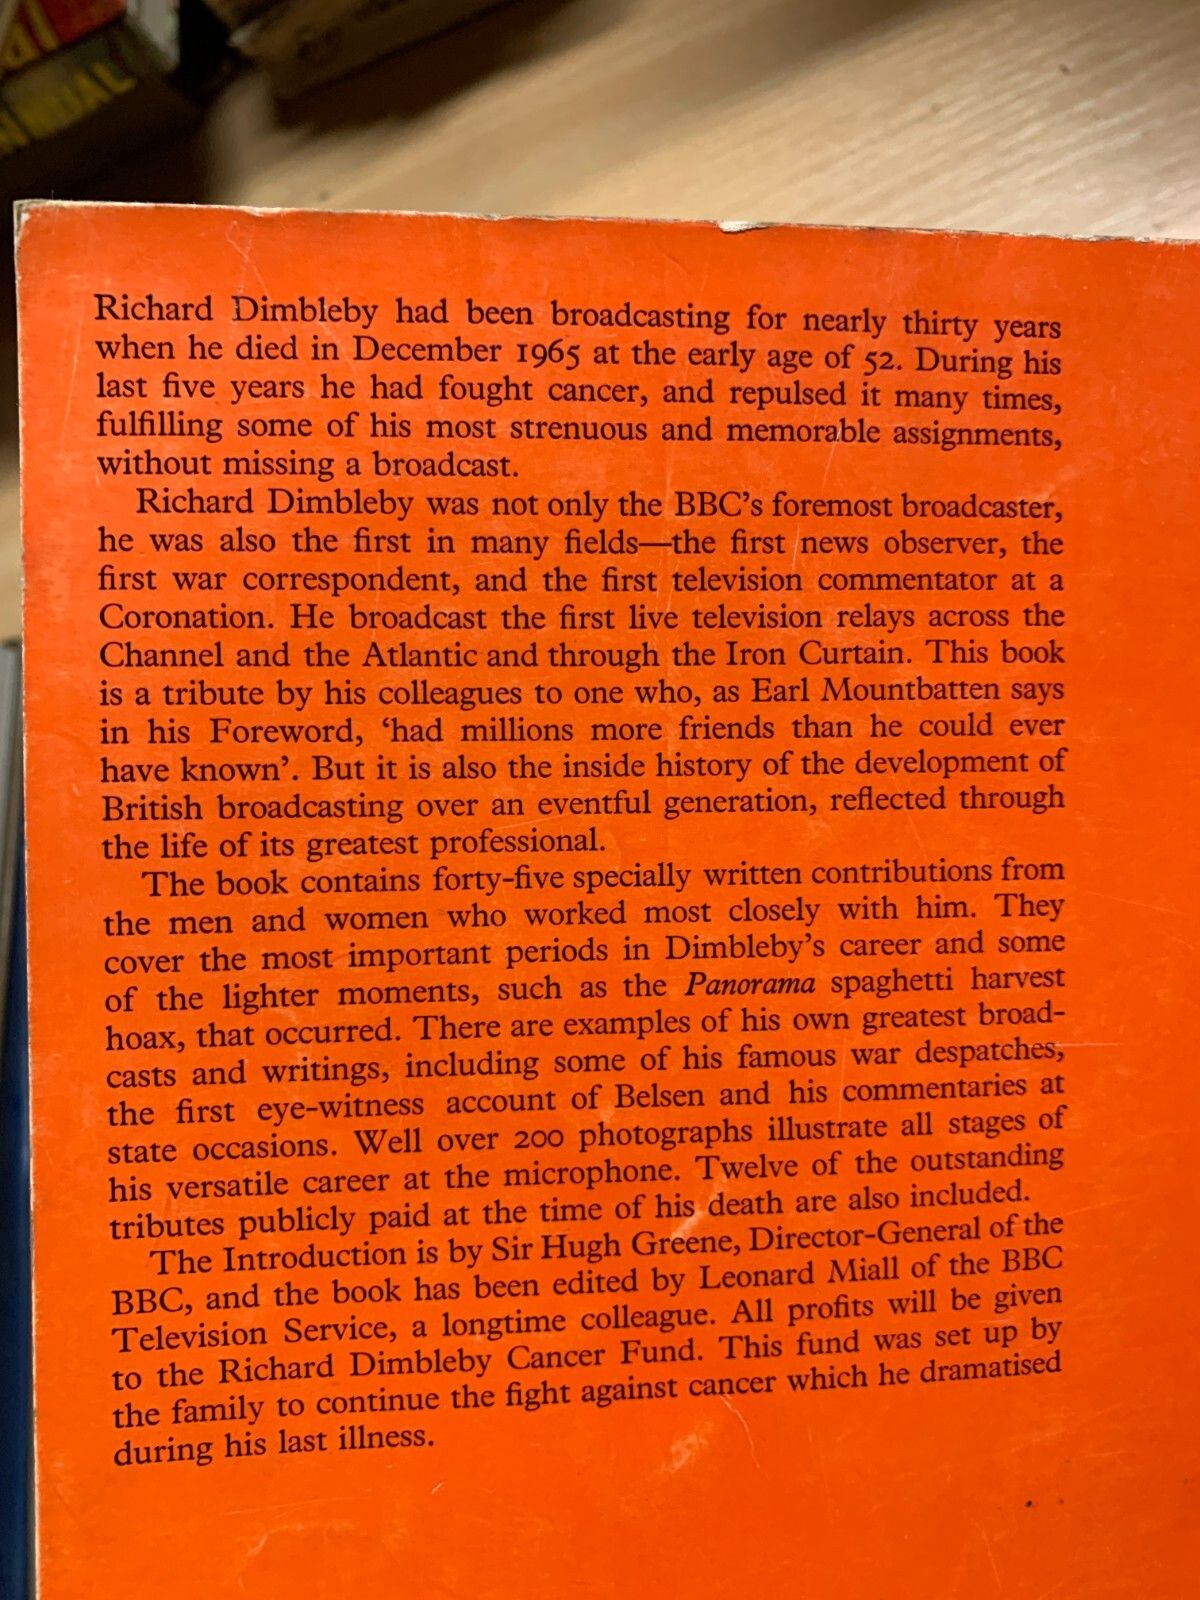 NUAL
Richard Dimbleby had been broadcasting for nearly thirty years
when he died in December 1965 at the early age of 52. During his
last five years he had fought cancer, and repulsed it many times,
fulfilling some of his most strenuous and memorable assignments,
without missing a broadcast.
Richard Dimbleby was not only the BBC's foremost broadcaster,
he was also the first in many fields—the first news observer, the
first war correspondent, and the first television commentator at a
Coronation. He broadcast the first live television relays across the
Channel and the Atlantic and through the Iron Curtain. This book
is a tribute by his colleagues to one who, as Earl Mountbatten says
in his Foreword, ‘had millions more friends than he could ever
have known’. But it is also the inside history of the development of
British broadcasting over an eventful generation, reflected through
the life of its greatest professional.
The book contains forty-five specially written contributions from
the men and women who worked most closely with him. They
cover the most important periods in Dimbleby's career and some
of the lighter moments, such as the Panorama spaghetti harvest
hoax, that occurred. There are examples of his own greatest broad-
casts and writings, including some of his famous war despatches,
the first eye-witness account of Belsen and his commentaries at
state occasions. Well over 200 photographs illustrate all stages of
his versatile career at the microphone. Twelve of the outstanding
tributes publicly paid at the time of his death are also included.
The Introduction is by Sir Hugh Greene, Director-General of the
BBC, and the book has been edited by Leonard Miall of the BBC
Television Service, a longtime colleague. All profits will be given
to the Richard Dimbleby Cancer Fund. This fund was set up by
the family to continue the fight against cancer which he dramatised
during his last illness.